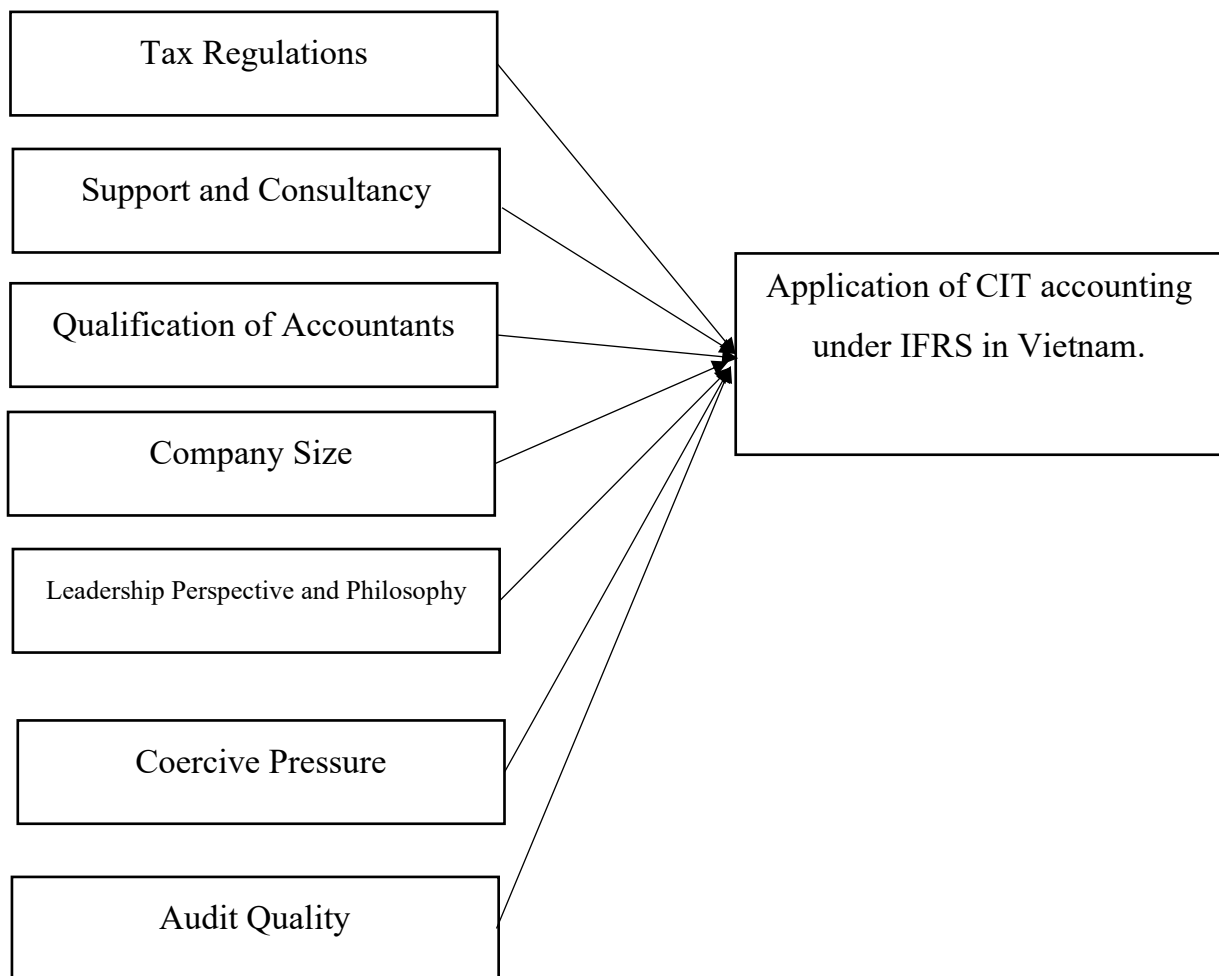 Tax Regulations
Support and Consultancy
Qualification of Accountants
Company Size
Leadership Perspective and Philosophy
Coercive Pressure
Audit Quality
Application of CIT accounting
under IFRS in Vietnam.